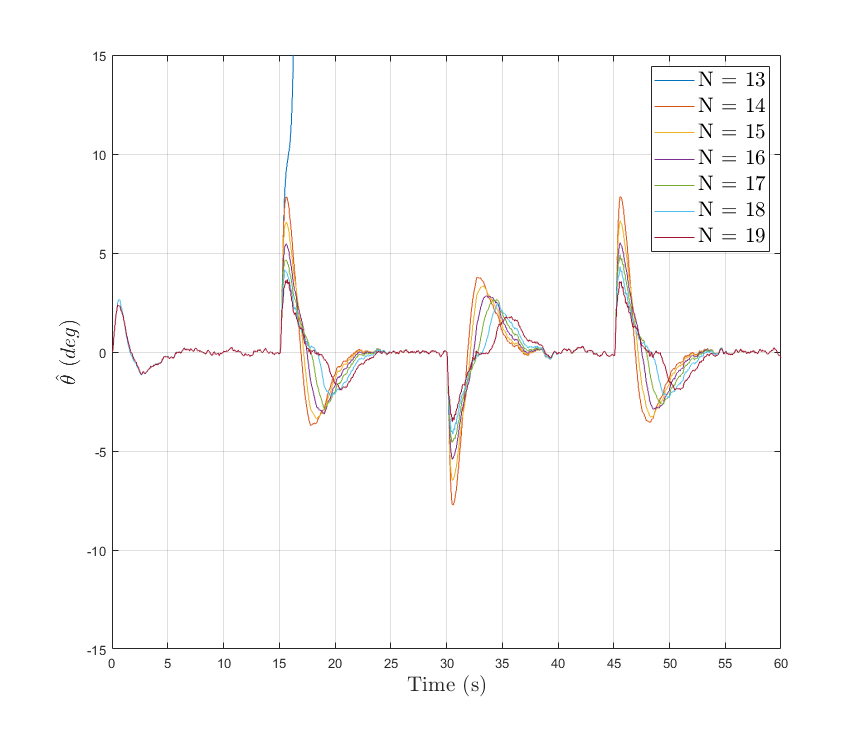 15
10
5
0
-5
-10
-15
θ̂ (deg)
N = 13
N = 14
N = 15
N = 16
N = 17
N = 18
N = 19
0 5 10 15 20 25 30 35 40 45 50 55 60
Time (s)